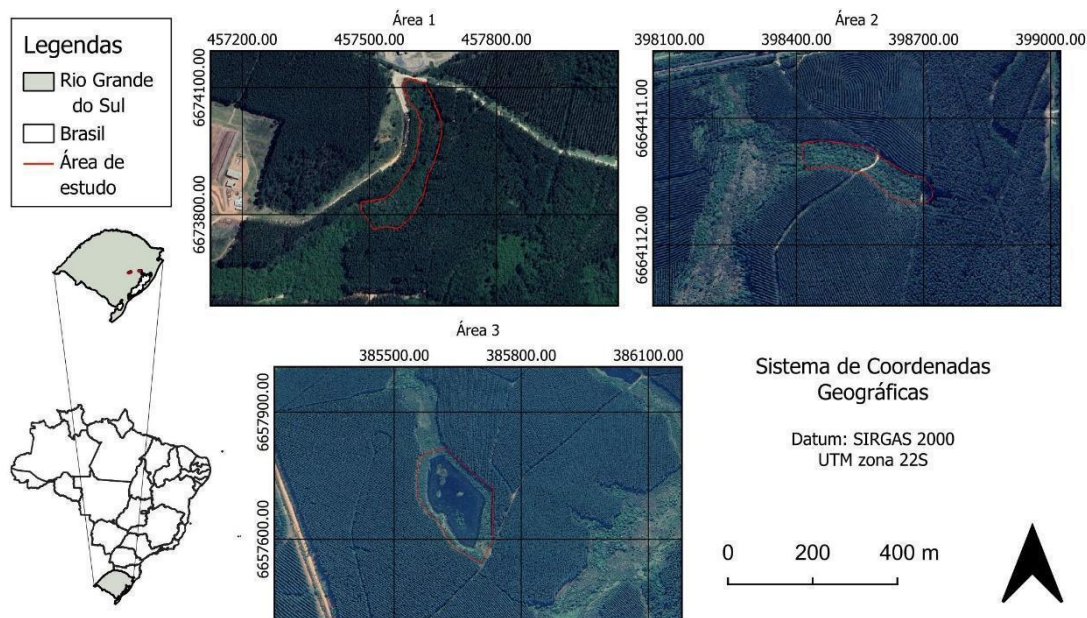 Legendas
Rio Grande
do Sul
Brasil
Área de
estudo
Área 1
457200.00
457500.00
457800.00
6674100.00
6673800.00
Área 2
398100.00
398400.00
398700.00
399000.00
6664411.00
6664112.00
Área 3
385500.00
385800.00
386100.00
6657900.00
6657600.00
Sistema de Coordenadas
Geográficas
Datum: SIRGAS 2000
UTM zona 22S
0 200 400 m